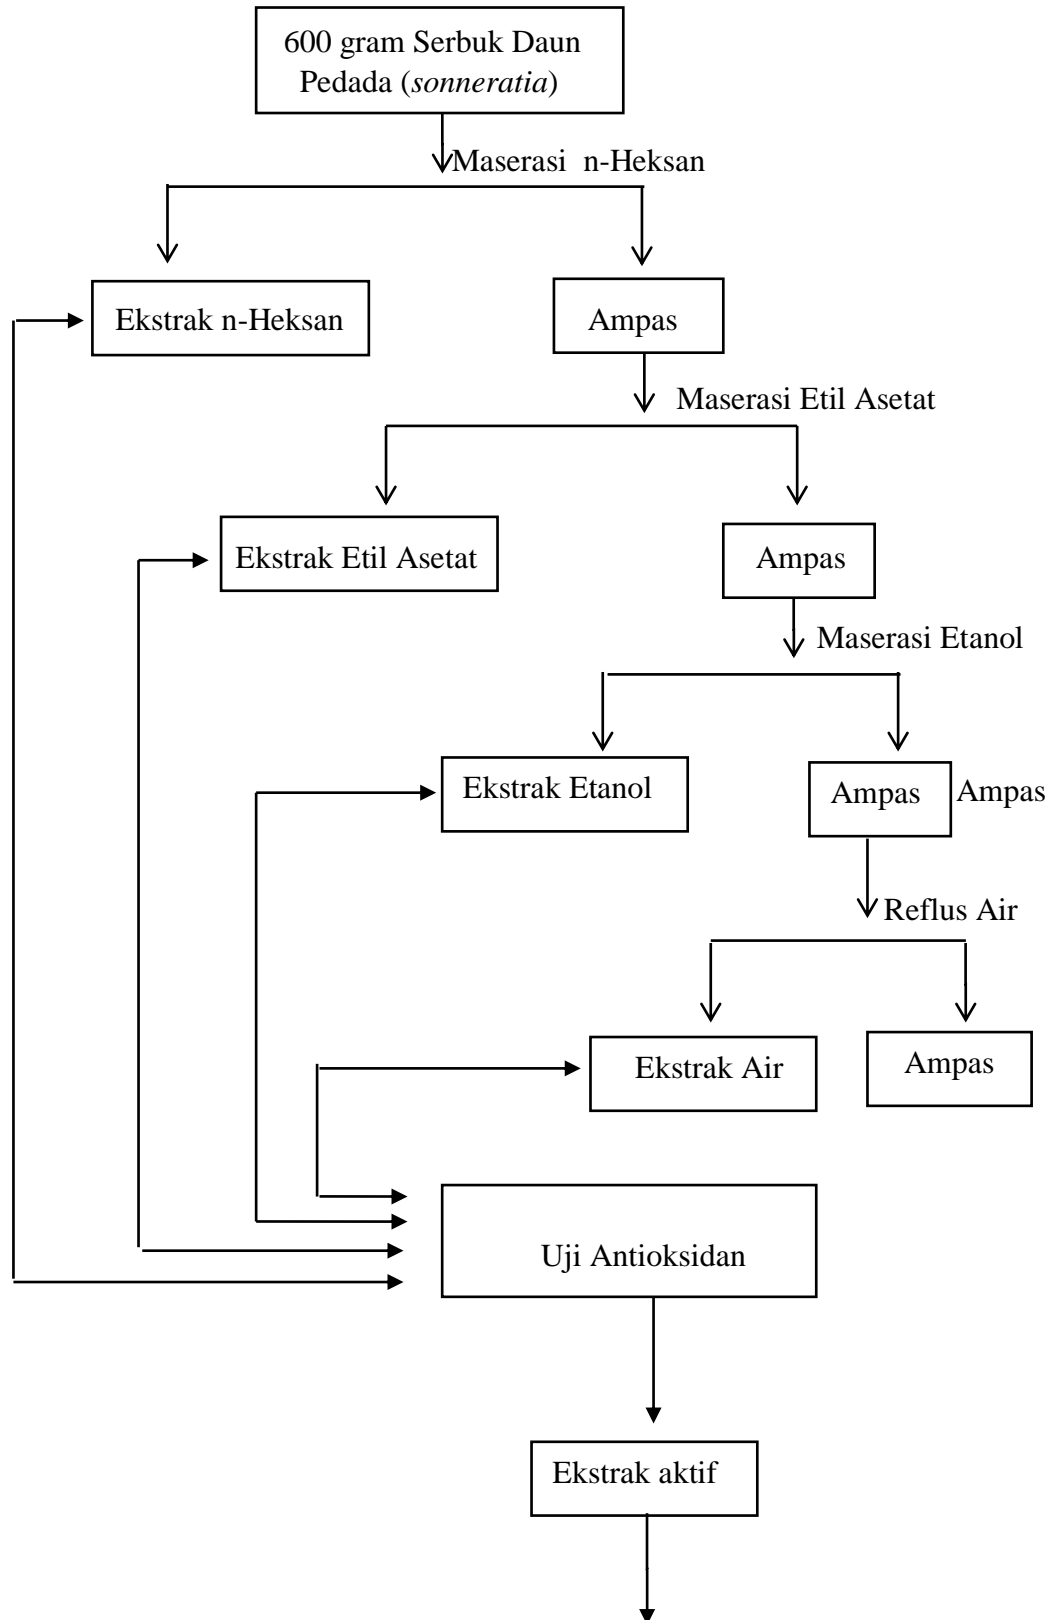 600 gram Serbuk Daun
Pedada (sonneratia)
Maserasi n-Heksan
Ekstrak n-Heksan
Ampas
Maserasi Etil Asetat
Ekstrak Etil Asetat
Ampas
Maserasi Etanol
Ekstrak Etanol
Ampas
Ampas
Reflus Air
Ekstrak Air
Ampas
Uji Antioksidan
Ekstrak aktif